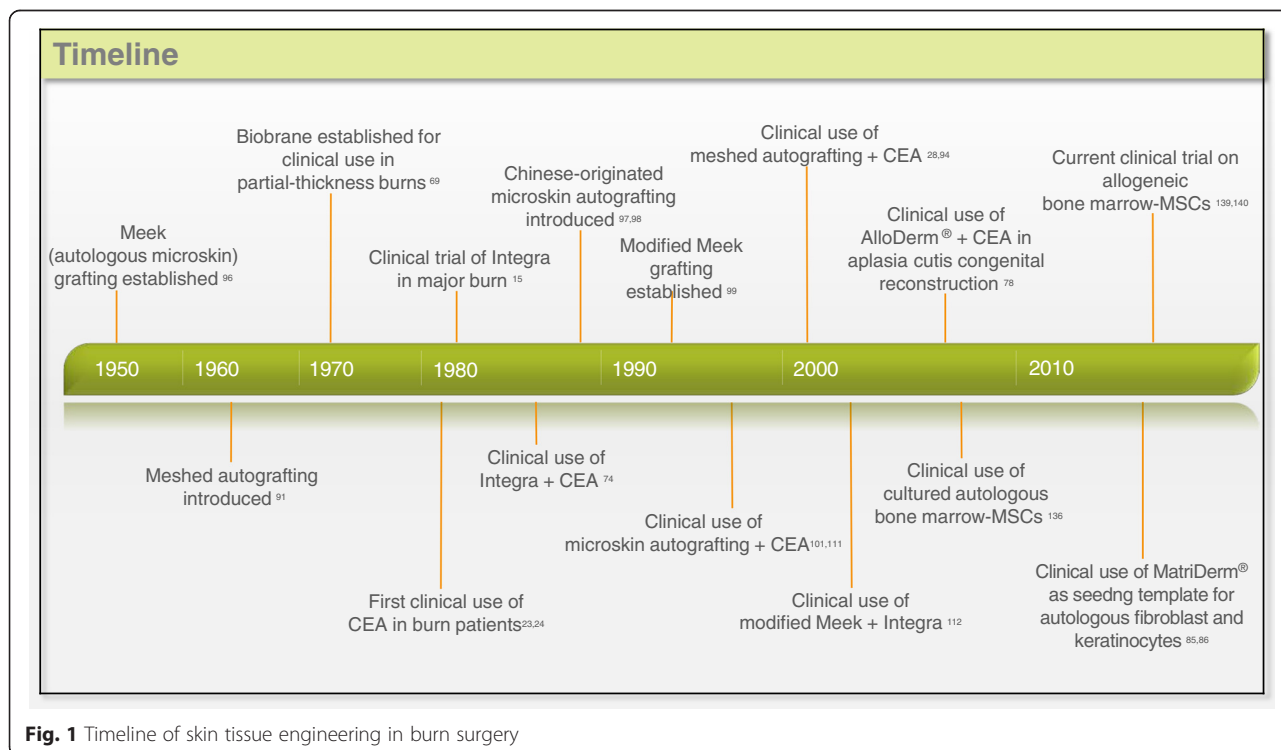 Timeline
Meek
(autologous microskin)
grafting established 96
Biobrane established for
clinical use in
partial-thickness burns 69
Clinical trial of Integra
in major burn 15
Chinese-originated
microskin autografting
introduced 97,98
Modified Meek
grafting
established 99
Clinical use of
meshed autografting + CEA 28,94
Clinical use of
AlloDerm® + CEA in
aplasia cutis congenital
reconstruction 78
Current clinical trial on
allogeneic
bone marrow-MSCs 139,140
1950 1960 1970 1980 1990 2000 2010
Meshed autografting
introduced 91
First clinical use of
CEA in burn patients23,24
Clinical use of
Integra + CEA 74
Clinical use of
microskin autografting + CEA101,111
Clinical use of
modified Meek + Integra 112
Clinical use of
cultured autologous
bone marrow-MSCs 136
Clinical use of MatriDerm®
as seedng template for
autologous fibroblast and
keratinocytes 85,86
Fig. 1 Timeline of skin tissue engineering in burn surgery